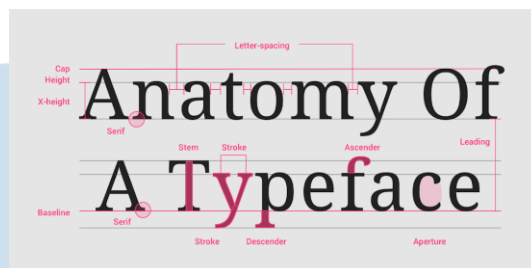 Letter-spacing
Cap
Height
X-height
Anatomy Of
Serif
Leading
Stem Stroke Ascender
A Typeface
Baseline
Serif
Stroke Descender Aperture